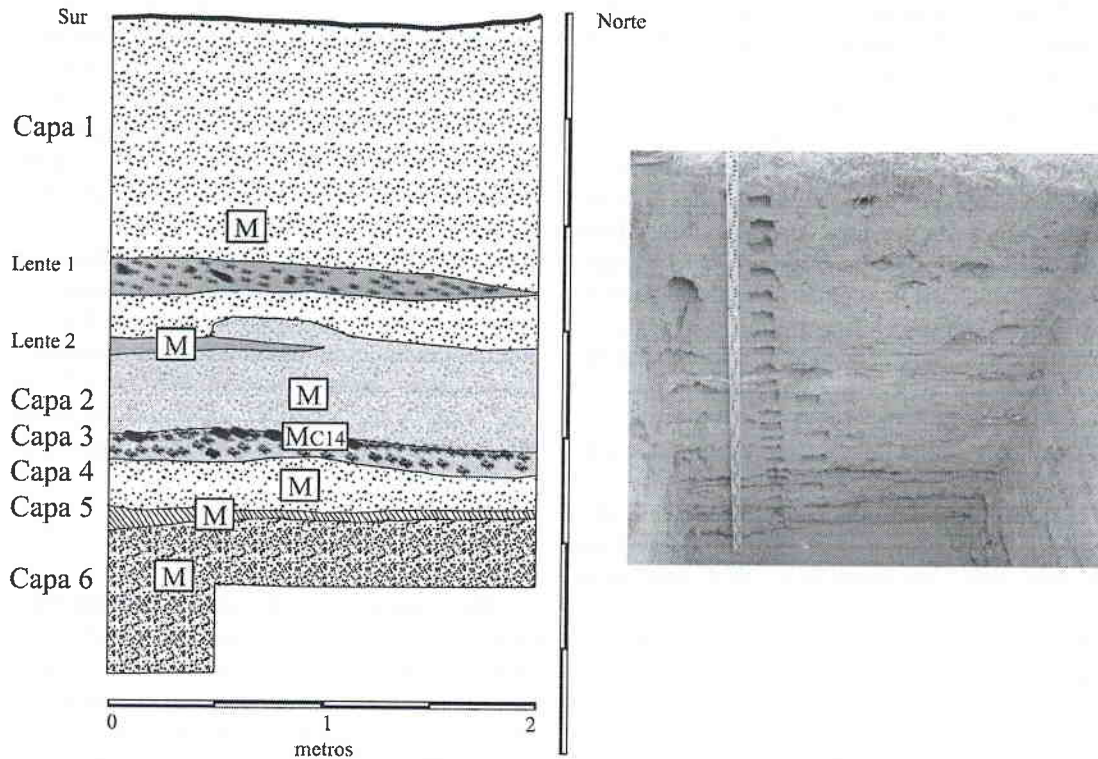 Sur
Norte
Capa 1
M
Lente 1
Lente 2
M
Capa 2
M
Capa 3
MC14
Capa 4
M
Capa 5
M
Capa 6
M
0 1 2
metros